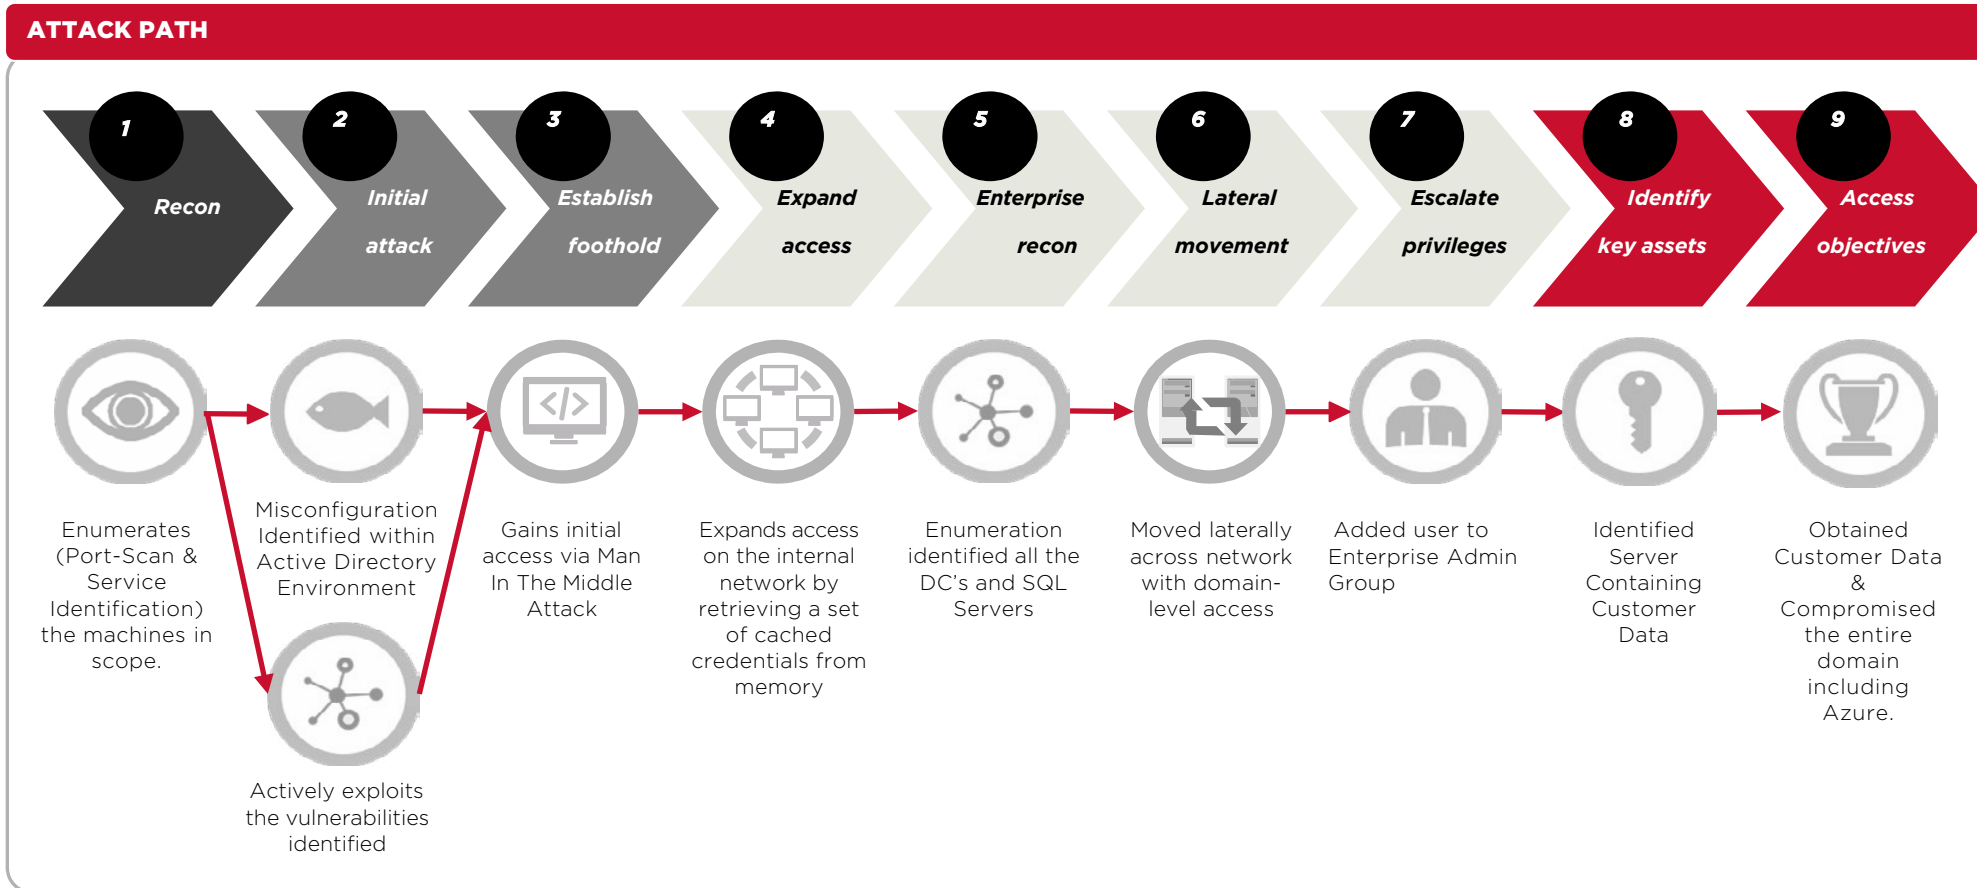 ATTACK PATH
1
Recon
2
Initial
attack
3
Establish
foothold
4
Expand
access
5
Enterprise
recon
6
Lateral
movement
7
Escalate
privileges
8
Identify
key assets
9
Access
objectives
</>
Enumerates
(Port-Scan &
Service
Identification)
the machines in
scope.
Misconfiguration
Identified within
Active Directory
Environment
Actively exploits
the vulnerabilities
identified
Gains initial
access via Man
In The Middle
Attack
Expands access
on the internal
network by
retrieving a set
of cached
credentials from
memory
Enumeration
identified all the
DC's and SQL
Servers
Moved laterally
across network
with domain-
level access
Added user to
Enterprise Admin
Group
Identified
Server
Containing
Customer
Data
Obtained
Customer Data
&
Compromised
the entire
domain
including
Azure.